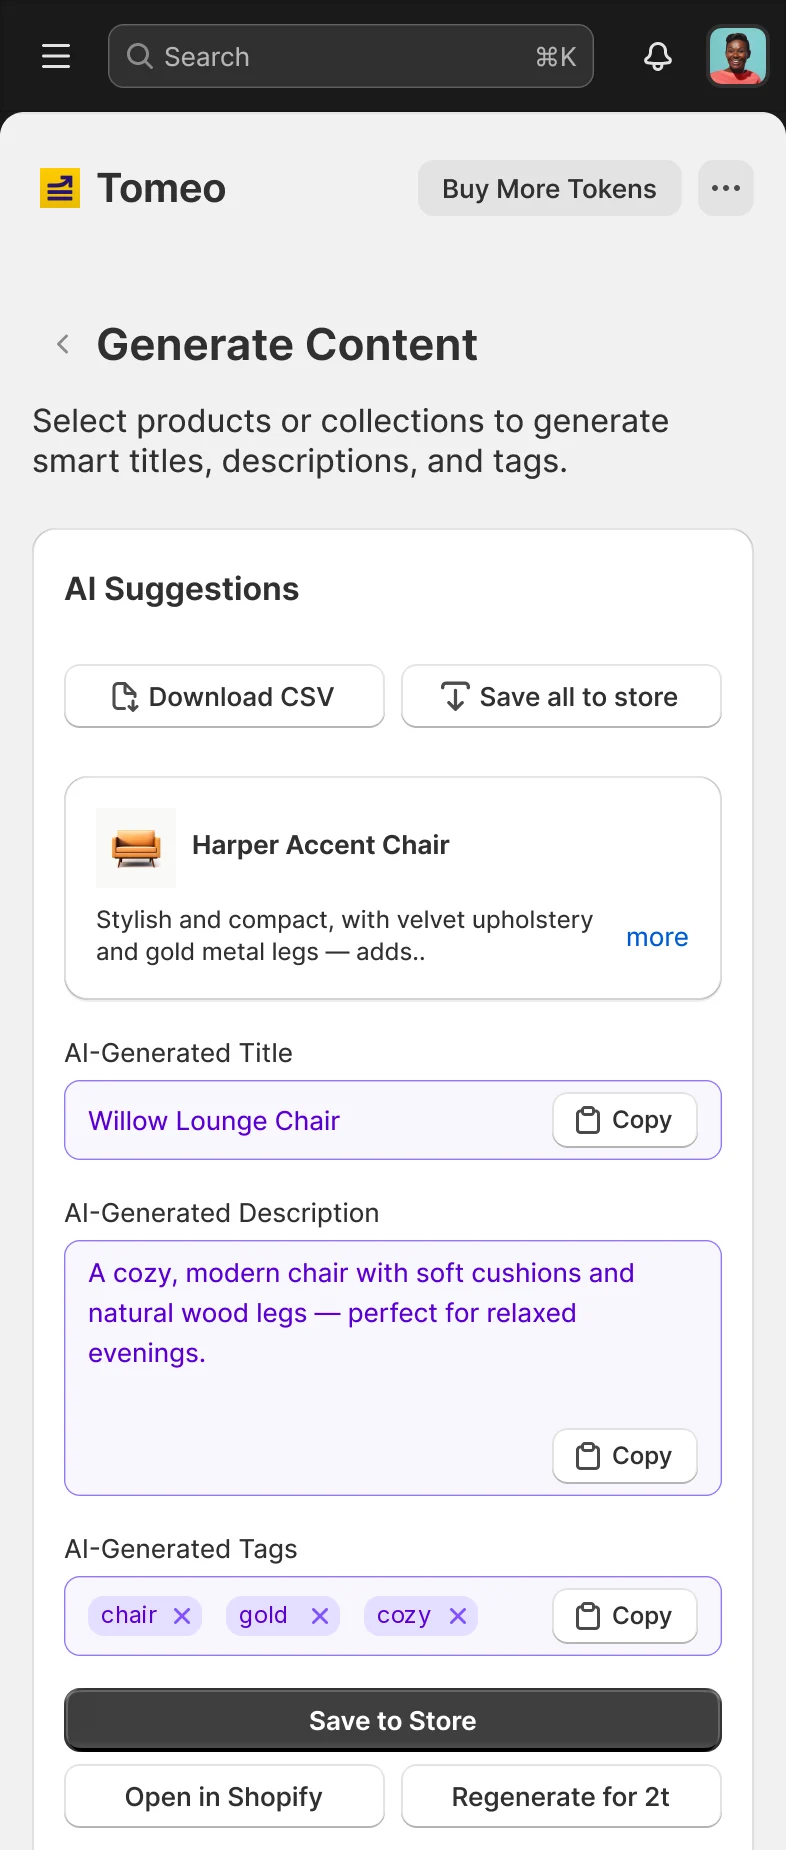 Search ⌘K
Tomeo
Buy More Tokens
Generate Content
Select products or collections to generate
smart titles, descriptions, and tags.
AI Suggestions
Download CSV
Save all to store
Harper Accent Chair
Stylish and compact, with velvet upholstery
and gold metal legs — adds..
more
AI-Generated Title
Willow Lounge Chair
Copy
AI-Generated Description
A cozy, modern chair with soft cushions and
natural wood legs — perfect for relaxed
evenings.
Copy
AI-Generated Tags
chair
gold
cozy
Copy
Save to Store
Open in Shopify
Regenerate for 2t